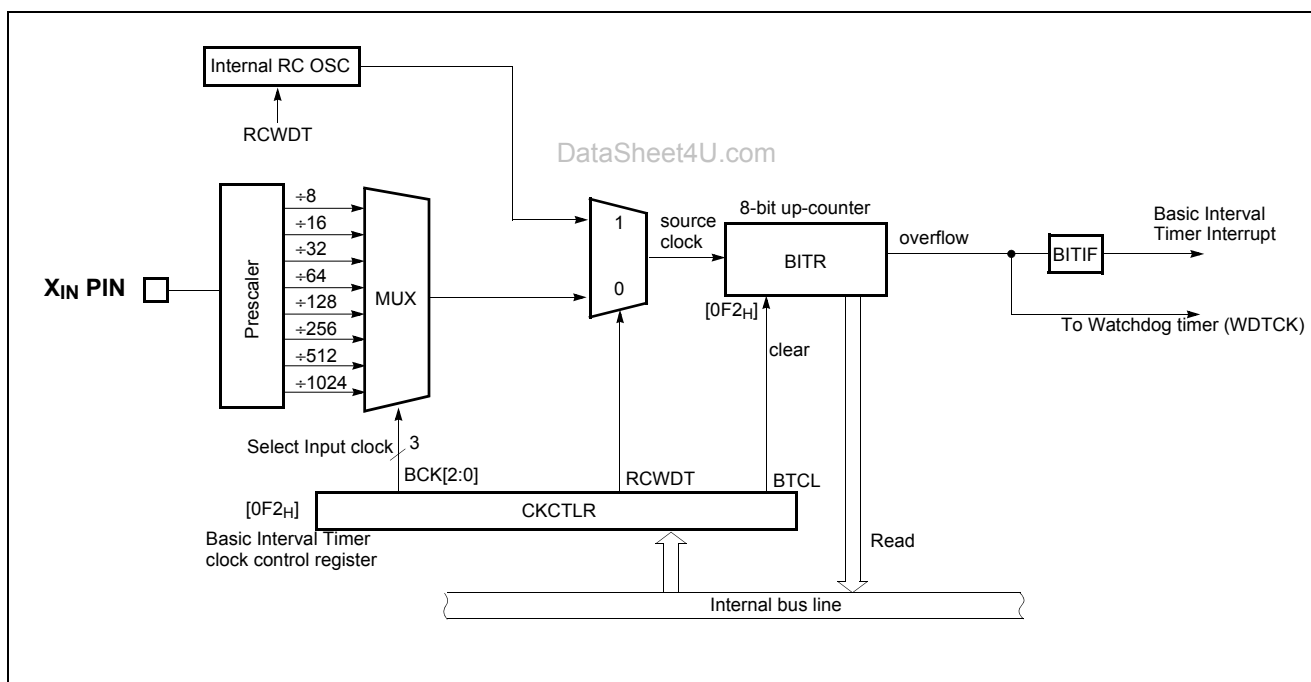 Internal RC OSC
RCWDT
DataSheet4U.com
XIN PIN
Prescaler
÷8
÷16
÷32
÷64
÷128
÷256
÷512
÷1024
MUX
1
0
source
clock
8-bit up-counter
BITR
[0F2H]
overflow
BITIF
Basic Interval
Timer Interrupt
To Watchdog timer (WDTCK)
clear
Select Input clock
3
BCK[2:0]
RCWDT
BTCL
[0F2H]
CKCTLR
Basic Interval Timer
clock control register
Read
Internal bus line